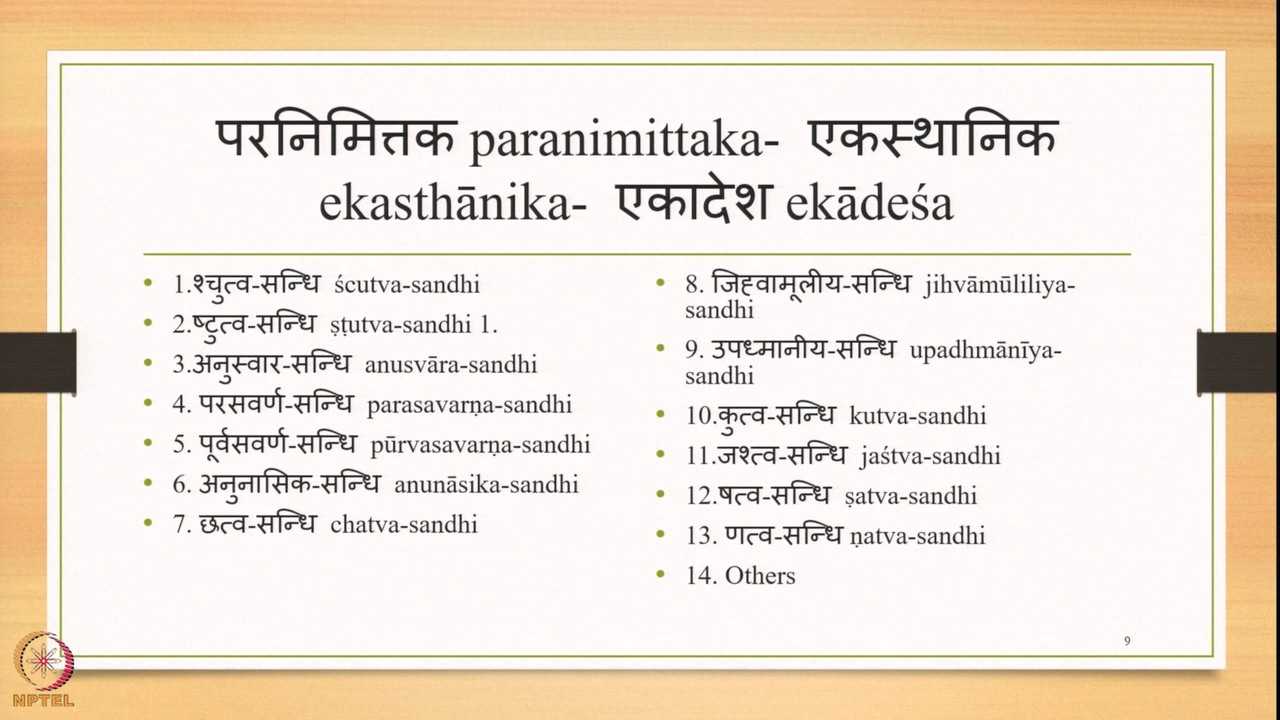 परनिमित्तक paranimittaka- एकस्थानिक
ekasthānika- एकादेश ekādeśa
• 1.श्चुत्व-सन्धि ścutva-sandhi
• 2.ष्टुत्व-सन्धि ṣṭutva-sandhi 1.
• 3.अनुस्वार-सन्धि anusvāra-sandhi
• 4. परसवर्ण-सन्धि parasavarṇa-sandhi
• 5. पूर्वसवर्ण-सन्धि pūrvasavarṇa-sandhi
• 6. अनुनासिक-सन्धि anunāsika-sandhi
• 7. छत्व-सन्धि chatva-sandhi
• 8. जिह्वामूलीय-सन्धि jihvāmūliliya-
sandhi
• 9. उपध्मानीय-सन्धि upadhmānīya-
sandhi
• 10.कुत्व-सन्धि kutva-sandhi
• 11.जश्त्व-सन्धि jaśtva-sandhi
• 12.षत्व-सन्धि ṣatva-sandhi
• 13. णत्व-सन्धि ṇatva-sandhi
• 14. Others
9
NPTEL